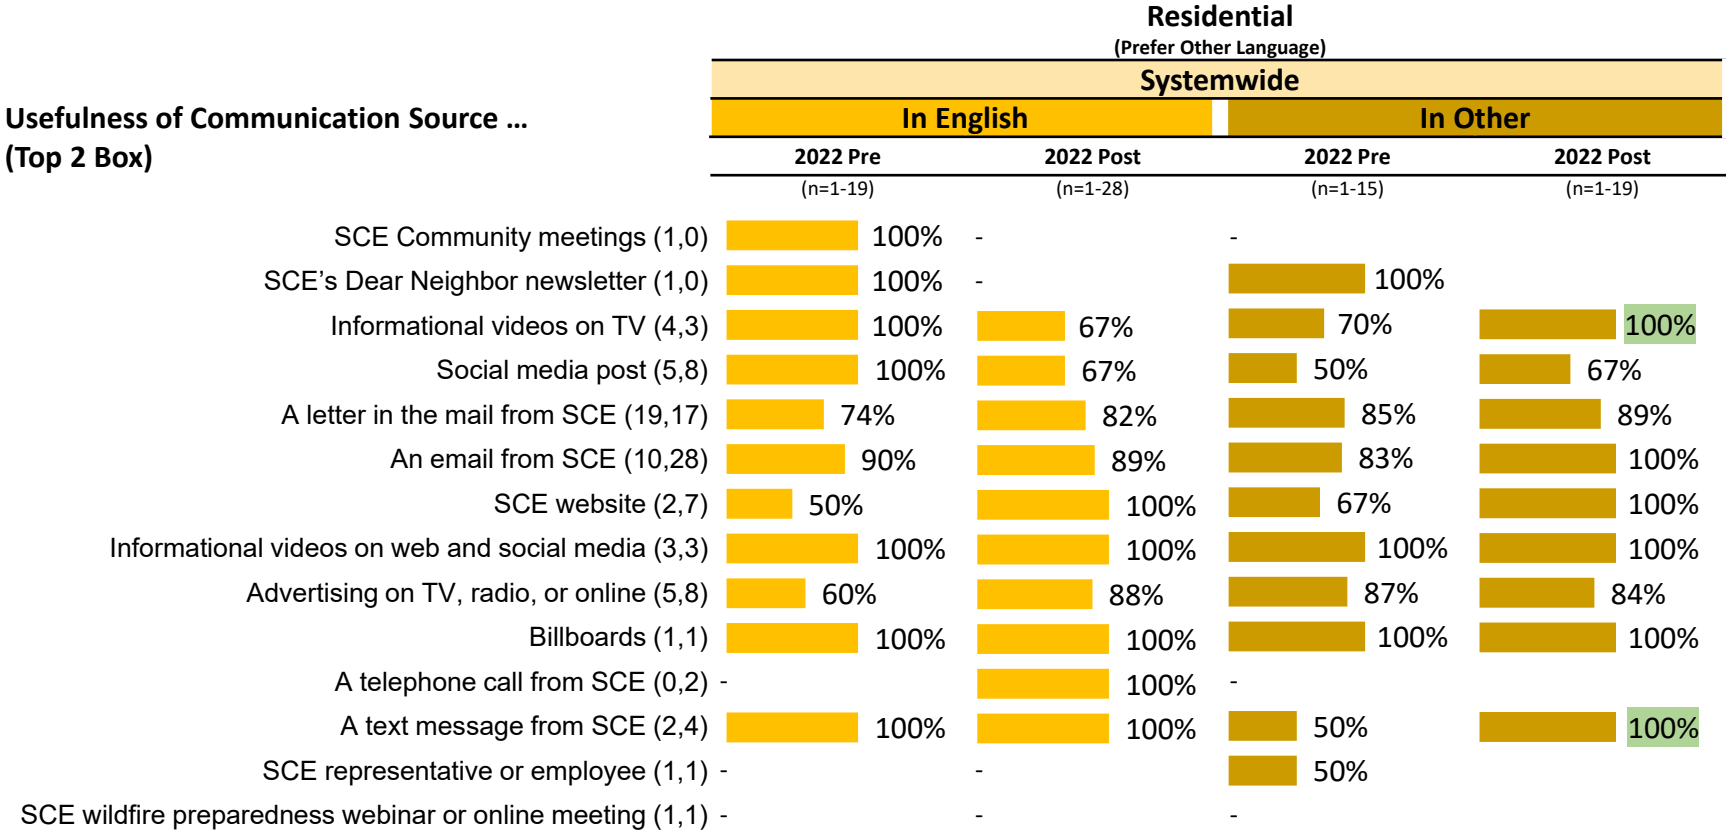 Residential
(Prefer Other Language)
Systemwide
Usefulness of Communication Source …
(Top 2 Box)
In English In Other
2022 Pre 2022 Post 2022 Pre 2022 Post
(n=1-19) (n=1-28) (n=1-15) (n=1-19)
SCE Community meetings (1,0) 100% - -
SCE’s Dear Neighbor newsletter (1,0) 100% - 100%
Informational videos on TV (4,3) 100% 67% 70% 100%
Social media post (5,8) 100% 67% 50% 67%
A letter in the mail from SCE (19,17) 74% 82% 85% 89%
An email from SCE (10,28) 90% 89% 83% 100%
SCE website (2,7) 50% 100% 67% 100%
Informational videos on web and social media (3,3) 100% 100% 100% 100%
Advertising on TV, radio, or online (5,8) 60% 88% 87% 84%
Billboards (1,1) 100% 100% 100% 100%
A telephone call from SCE (0,2) - 100% -
A text message from SCE (2,4) 100% 100% 50% 100%
SCE representative or employee (1,1) - - 50%
SCE wildfire preparedness webinar or online meeting (1,1) - - -